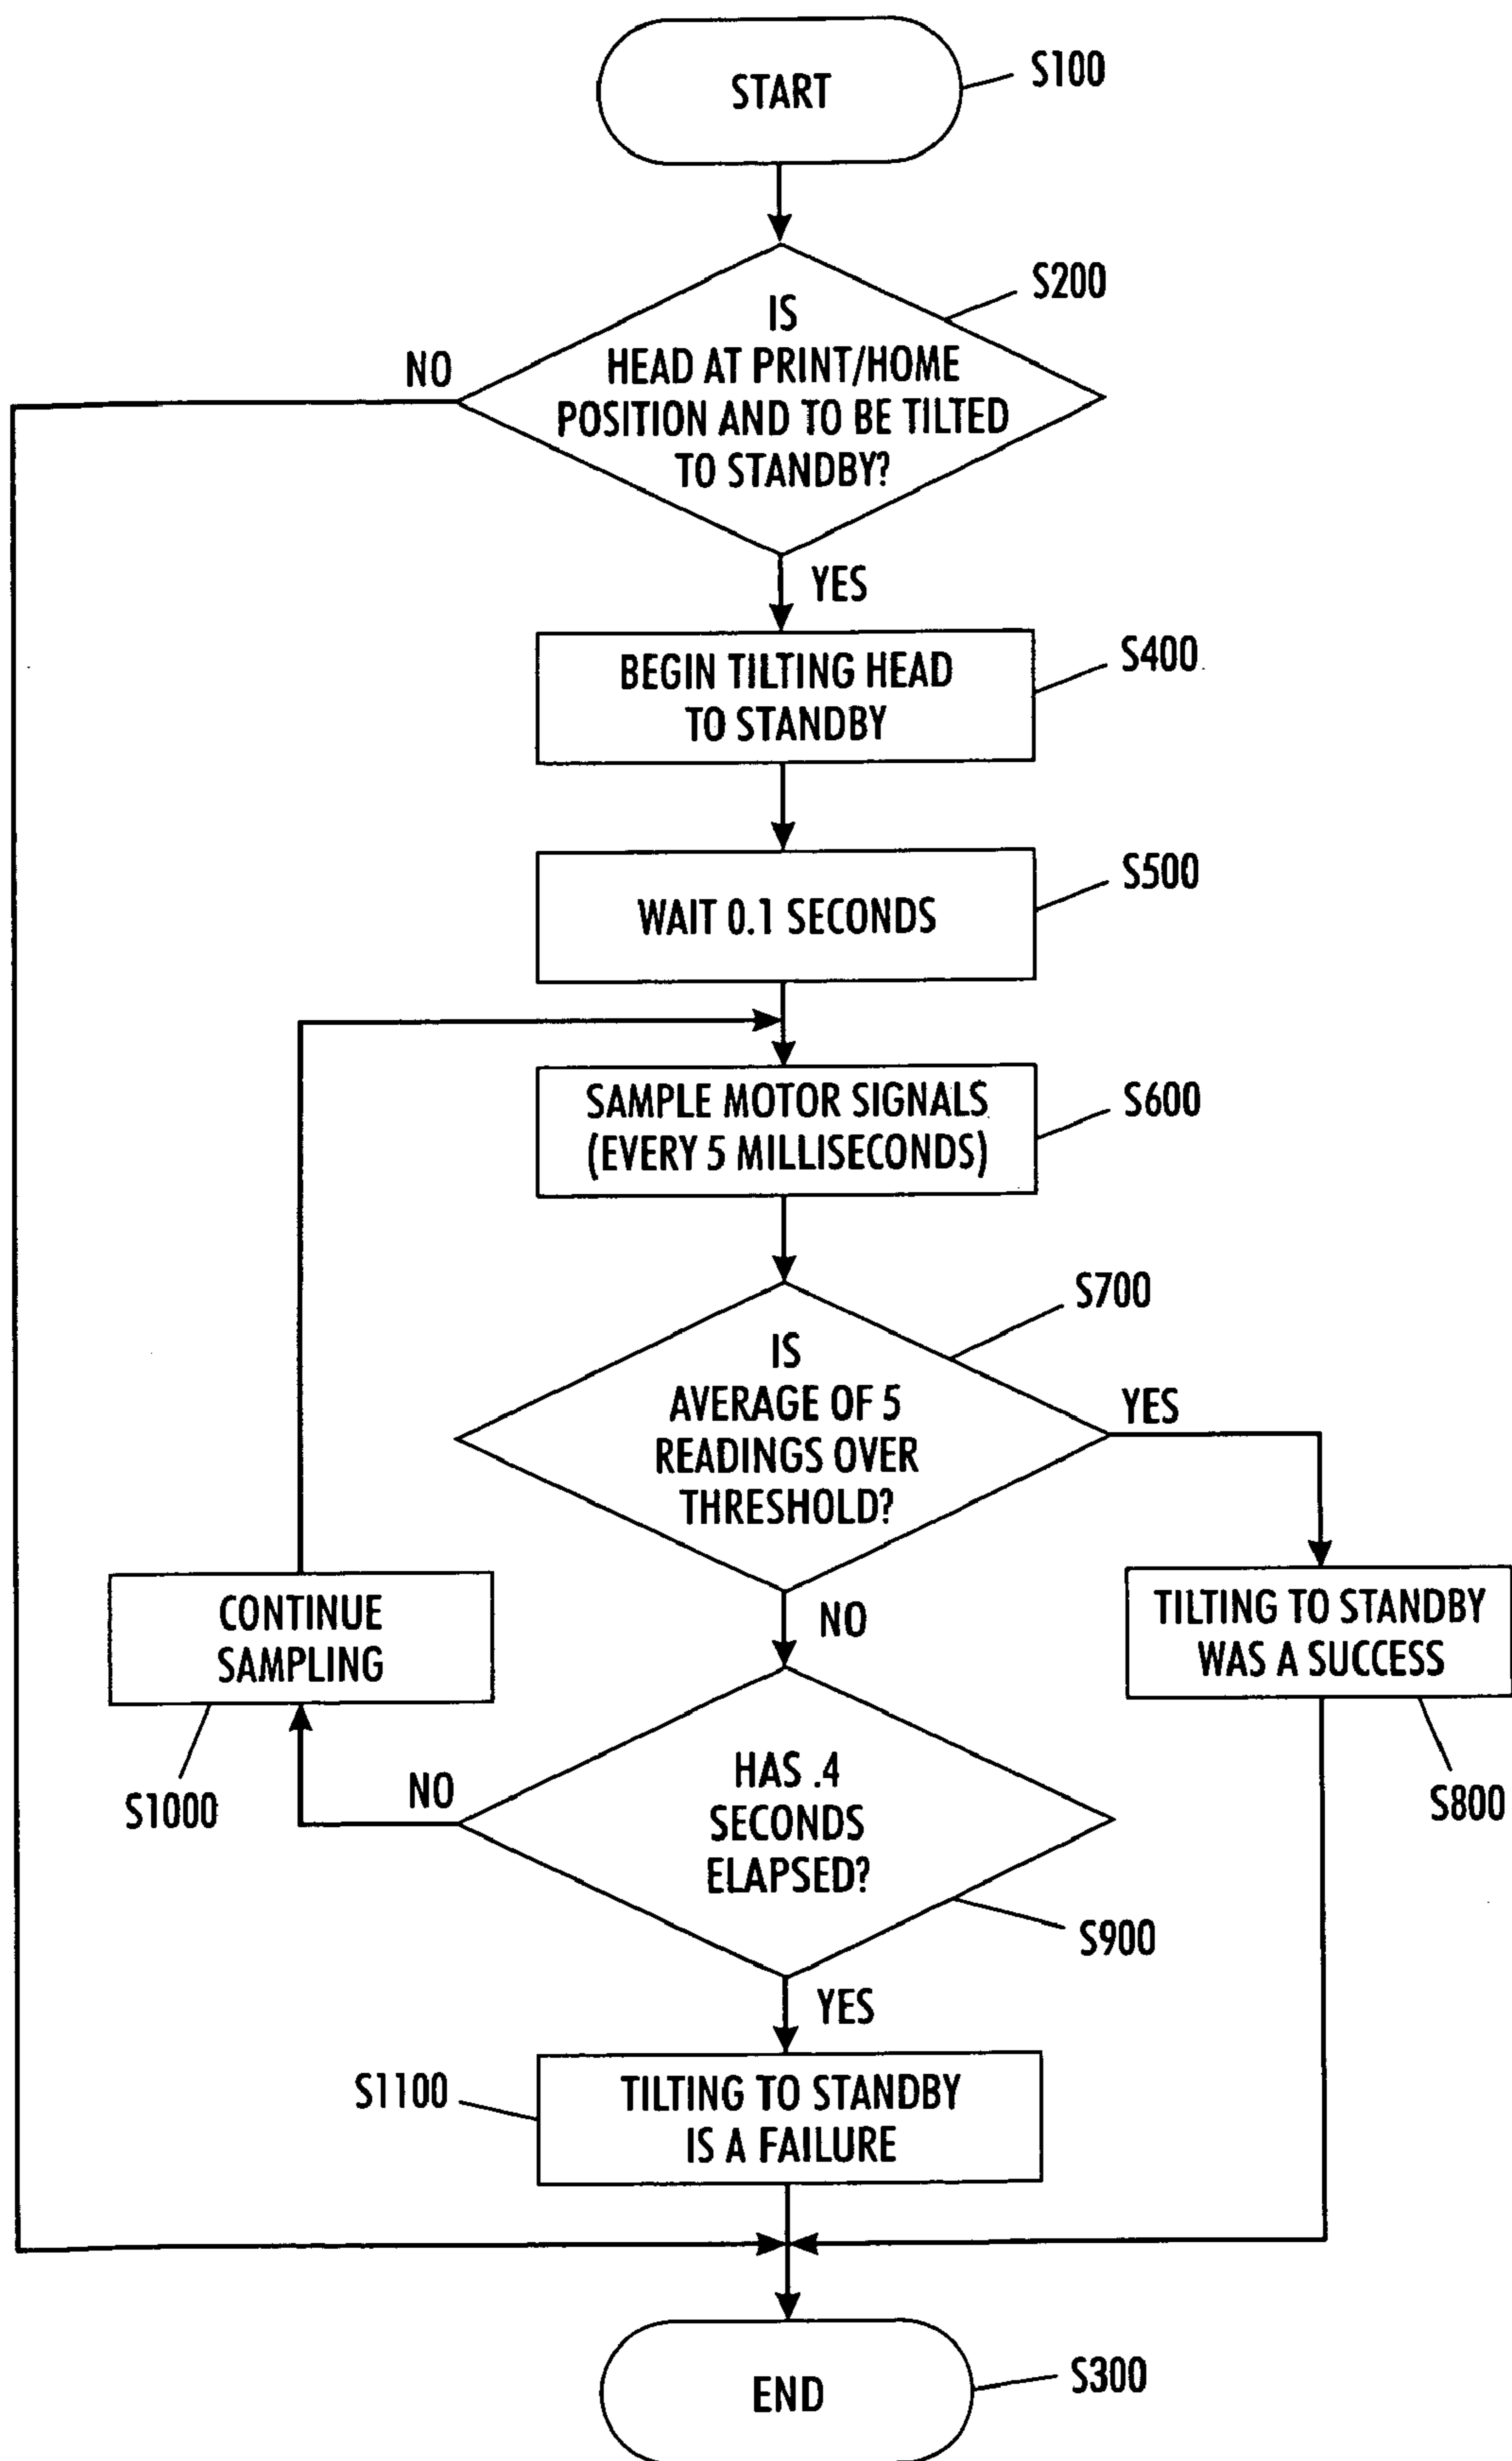 START
S100
S200
IS
HEAD AT PRINT/HOME
POSITION AND TO BE TILTED
TO STANDBY?
NO
YES
BEGIN TILTING HEAD
TO STANDBY
S400
WAIT 0.1 SECONDS
S500
SAMPLE MOTOR SIGNALS
(EVERY 5 MILLISECONDS)
S600
S700
IS
AVERAGE OF 5
READINGS OVER
THRESHOLD?
YES
NO
CONTINUE
SAMPLING
S1000
TILTING TO STANDBY
WAS A SUCCESS
S800
HAS .4
SECONDS
ELAPSED?
NO
S900
YES
S1100
TILTING TO STANDBY
IS A FAILURE
END
S300